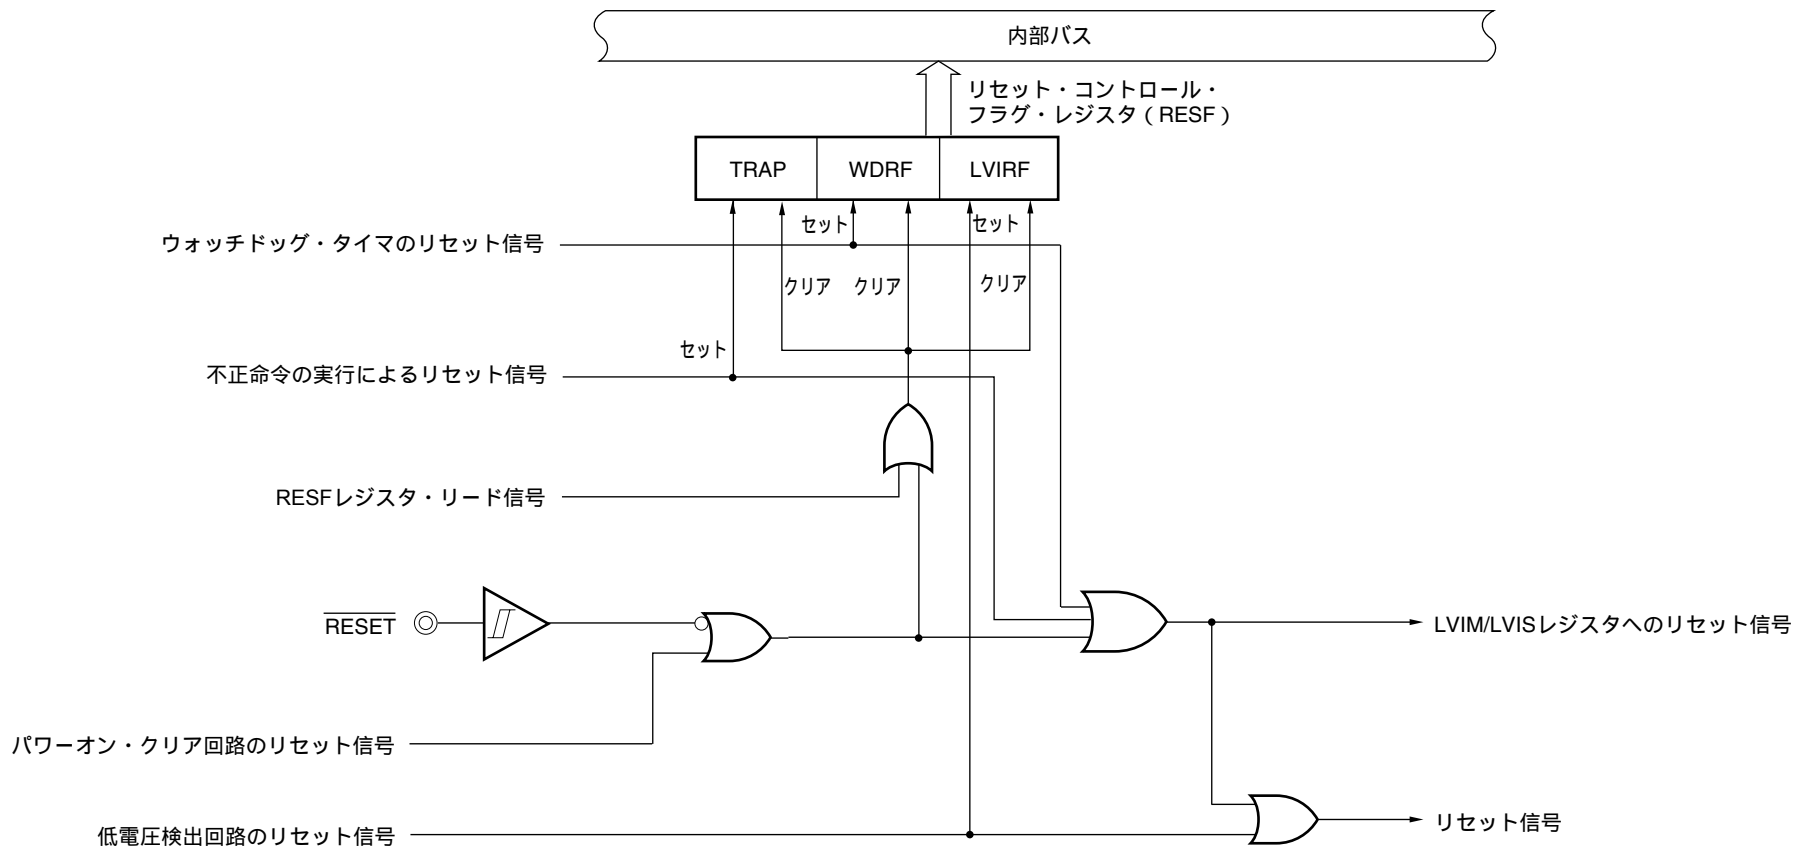 内部バス
リセット・コントロール・
フラグ・レジスタ（RESF）
TRAP WDRF LVIRF
セット セット
ウォッチドッグ・タイマのリセット信号
クリア クリア クリア
セット
不正命令の実行によるリセット信号
RESFレジスタ・リード信号
RESET
LVIM/LVISレジスタへのリセット信号
パワーオン・クリア回路のリセット信号
低電圧検出回路のリセット信号
リセット信号